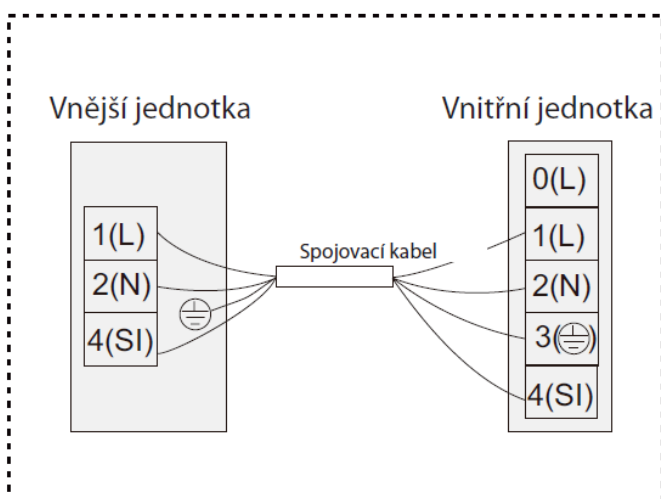 Vnější jednotka
Vnitřní jednotka
1(L)
2(N)
4(SI)
Spojovací kabel
0(L)
1(L)
2(N)
3(⏚)
4(SI)